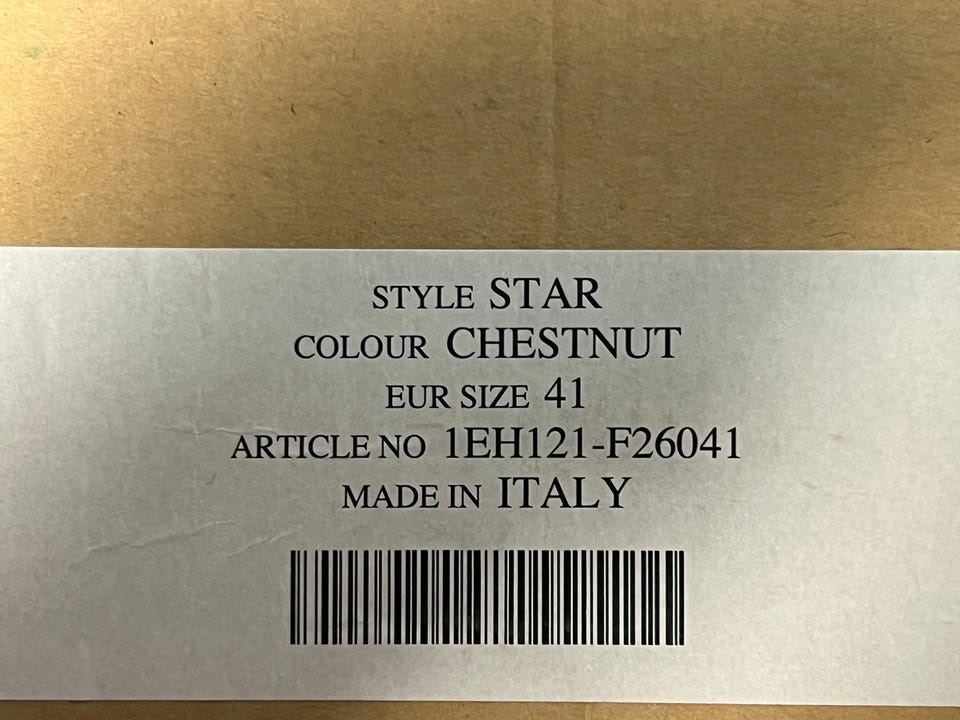 STYLE STAR
COLOUR CHESTNUT
EUR SIZE 41
ARTICLE NO 1EH121-F26041
MADE IN ITALY